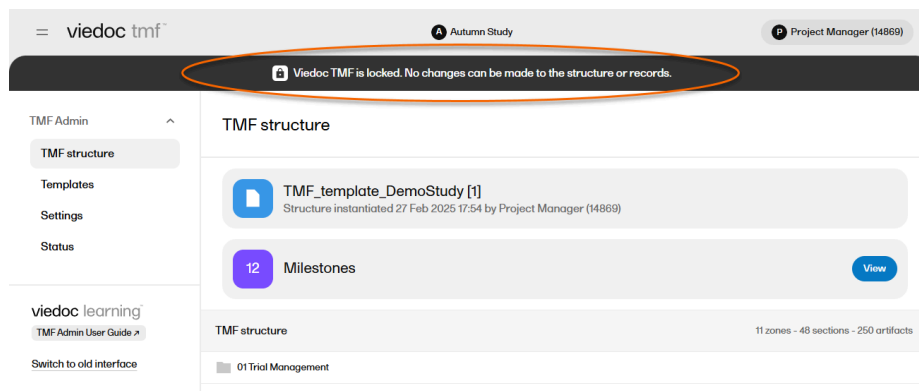 viedoc tmf™
A Autumn Study
P Project Manager (14869)
Viedoc TMF is locked. No changes can be made to the structure or records.
TMF Admin
TMF structure
Templates
Settings
Status
viedoc learning™
TMF Admin User Guide ↗
Switch to old interface
TMF structure
TMF_template_DemoStudy [1]
Structure instantiated 27 Feb 2025 17:54 by Project Manager (14869)
12 Milestones
View
TMF structure
11 zones - 48 sections - 250 artifacts
01 Trial Management